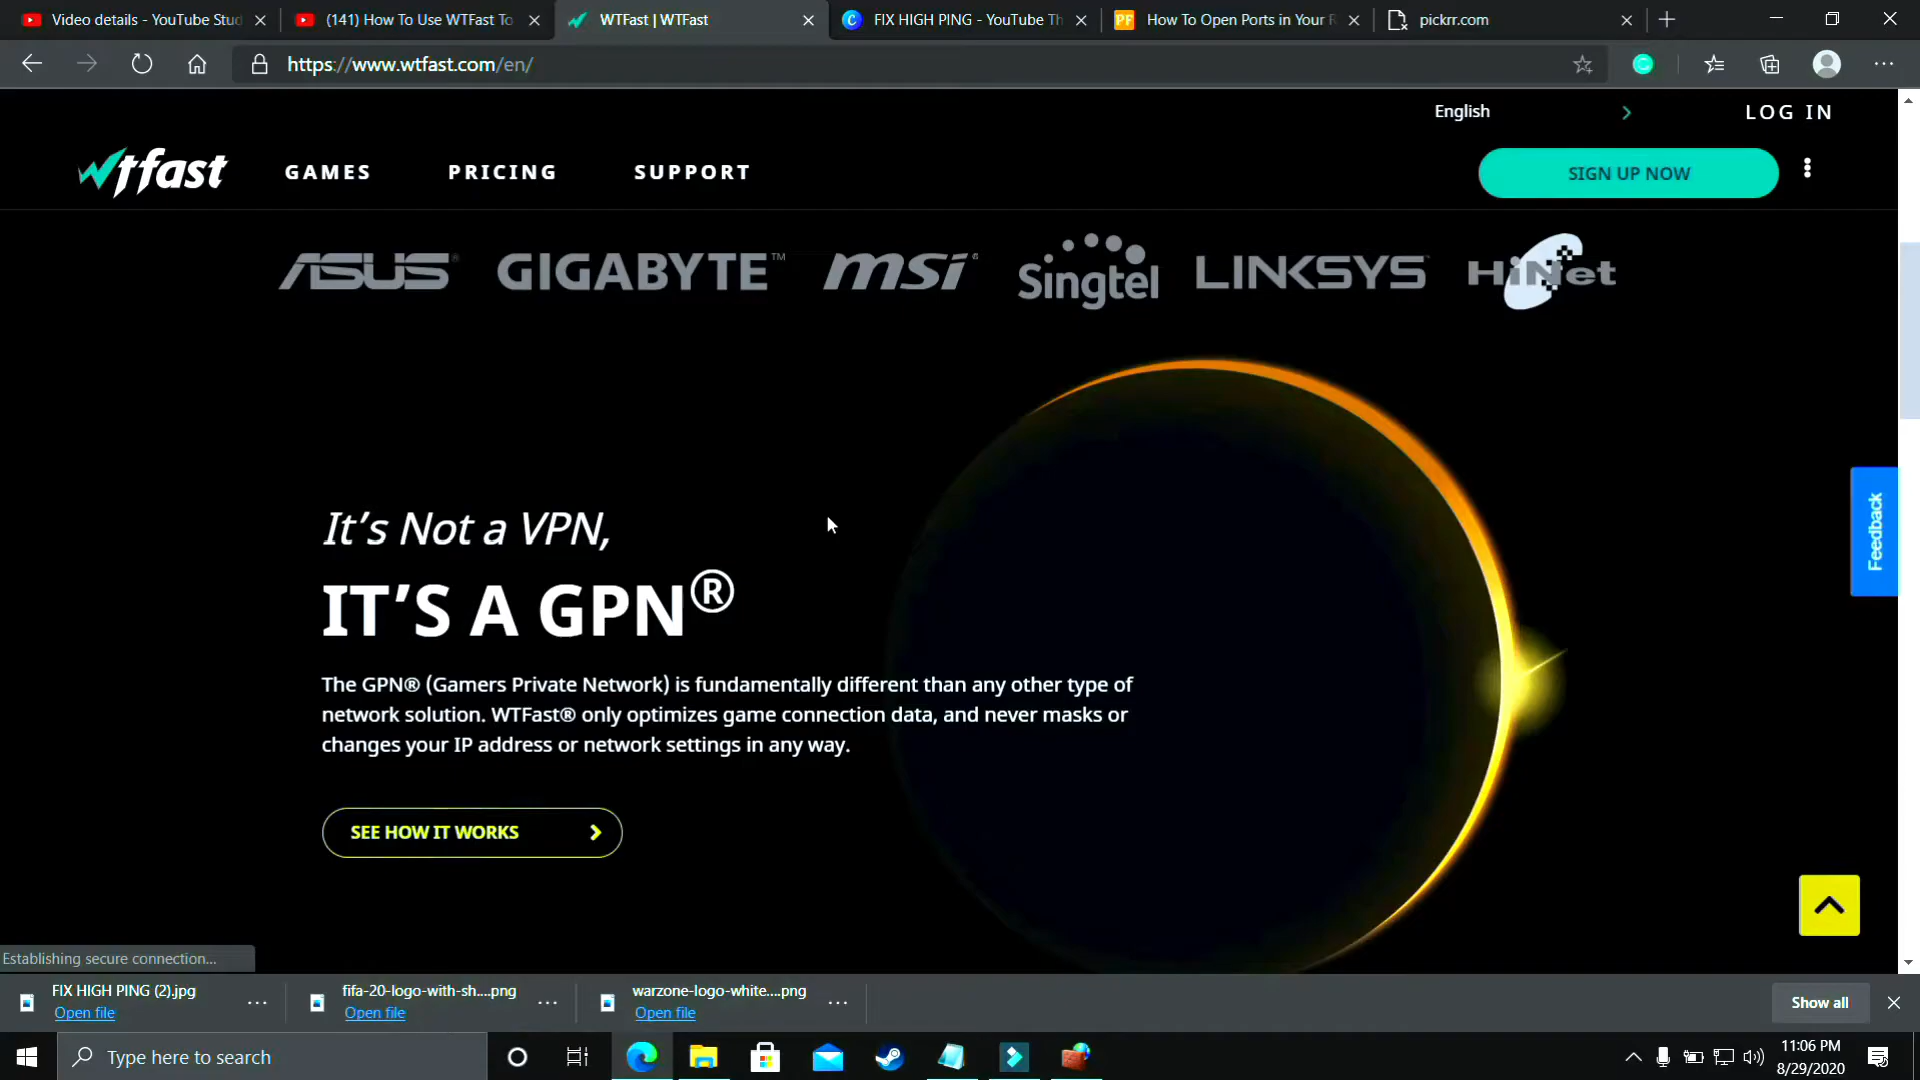 Video details - YouTube Stud
(141) How To Use WTFast To
WTFast | WTFast
FIX HIGH PING - YouTube Th
How To Open Ports in Your R
pickrr.com
https://www.wtfast.com/en/
English
LOG IN
wtfast
GAMES
PRICING
SUPPORT
SIGN UP NOW
ASUS
GIGABYTE™
msi
Singtel
LINKSYS
HiNet
It's Not a VPN,
IT'S A GPN®
The GPN® (Gamers Private Network) is fundamentally different than any other type of
network solution. WTFast® only optimizes game connection data, and never masks or
changes your IP address or network settings in any way.
SEE HOW IT WORKS
Feedback
Establishing secure connection...
FIX HIGH PING (2).jpg
Open file
fifa-20-logo-with-sh....png
Open file
warzone-logo-white....png
Open file
Show all
Type here to search
11:06 PM
8/29/2020